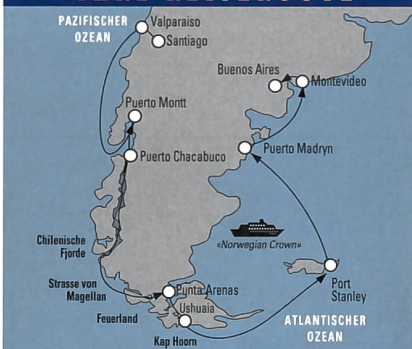 PAZIFISCHER
OZEAN
Valparaiso
Santiago
Buenos Aires
Montevideo
Puerto Montt
Puerto Chacabuco
Puerto Madryn
Chilenische
Fjorde
«Norwegian Crown»
Strasse von
Magellan
Punta Arenas
Port
Stanley
Feuerland
Ushuaia
Kap Hoorn
ATLANTISCHER
OZEAN